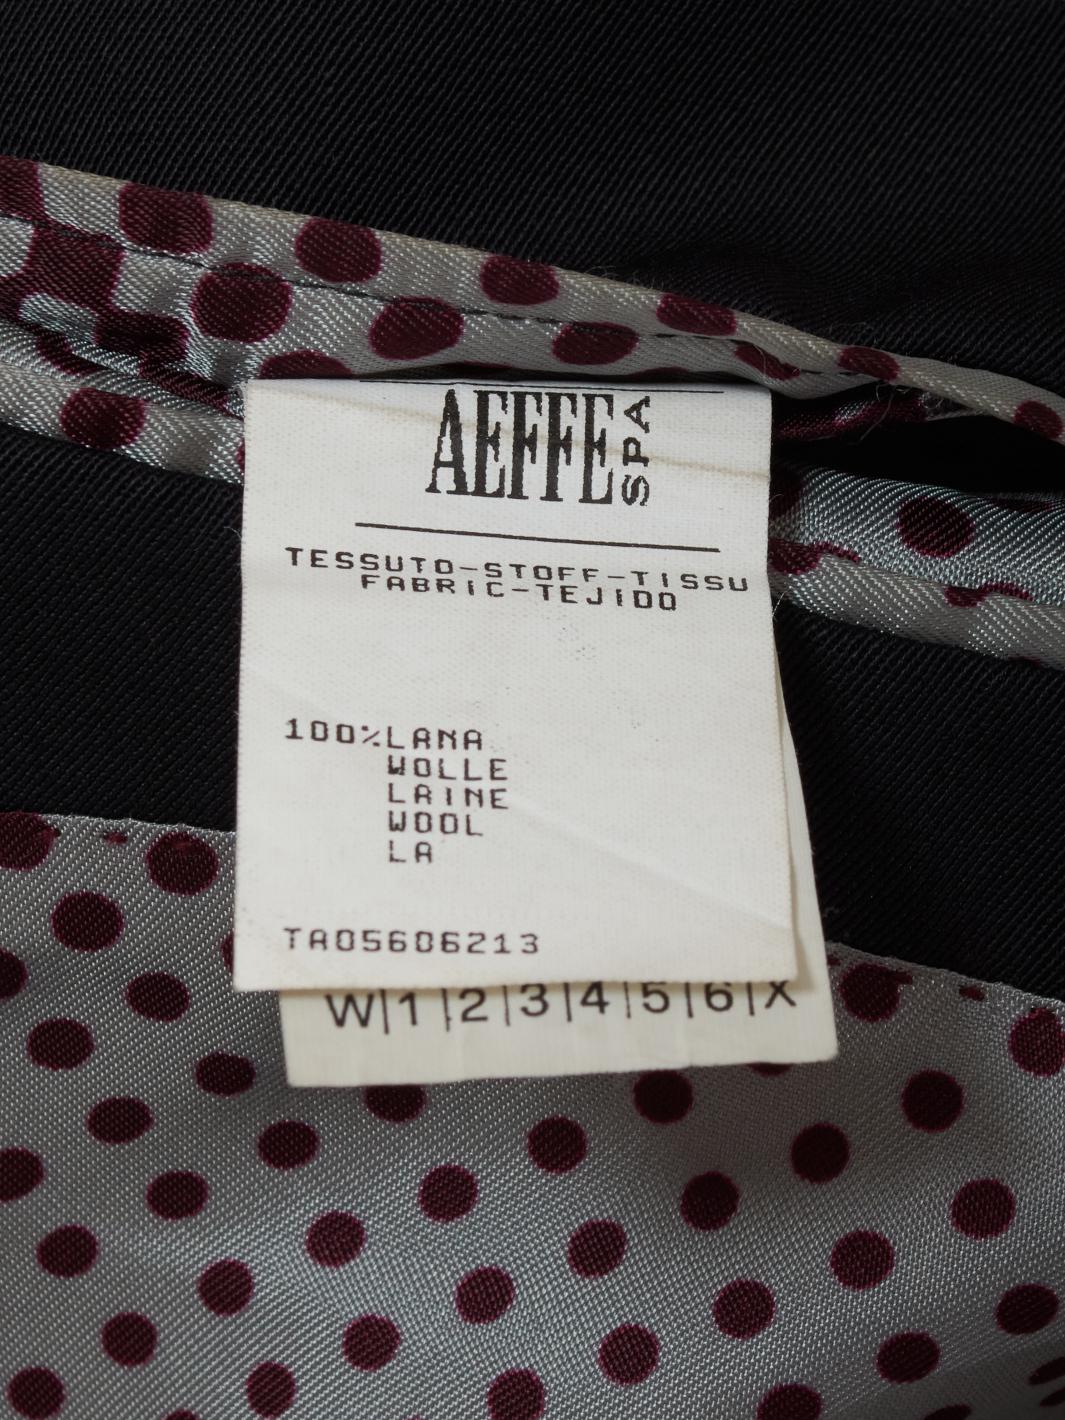 AEFFE SPA
TESSUTO-STOFF-TISSU
FABRIC-TEJIDO
100%LANA
WOLLE
LAINE
WOOL
LA
TA05606213
W|1|2|3|4|5|6|X